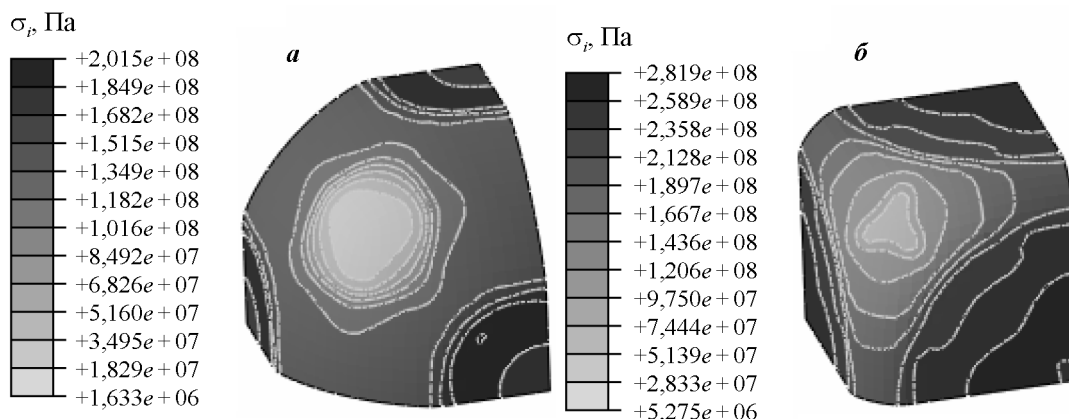 σi, Па
+2,015e + 08
+1,849e + 08
+1,682e + 08
+1,515e + 08
+1,349e + 08
+1,182e + 08
+1,016e + 08
+8,492e + 07
+6,826e + 07
+5,160e + 07
+3,495e + 07
+1,829e + 07
+1,633e + 06
а
σi, Па
+2,819e + 08
+2,589e + 08
+2,358e + 08
+2,128e + 08
+1,897e + 08
+1,667e + 08
+1,436e + 08
+1,206e + 08
+9,750e + 07
+7,444e + 07
+5,139e + 07
+2,833e + 07
+5,275e + 06
б